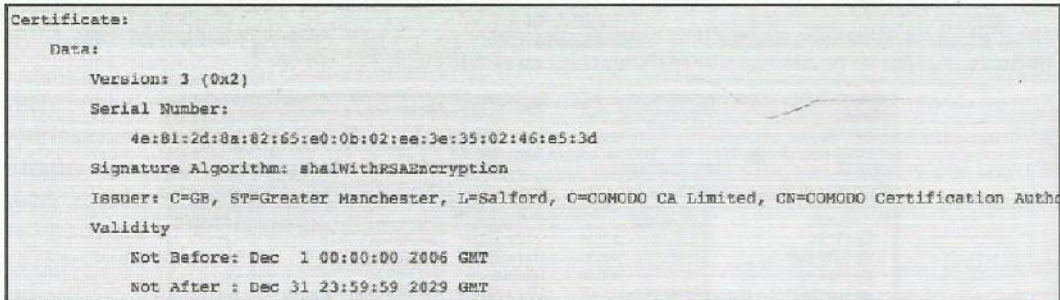 Certificate:
Data:
Version: 3 (0x2)
Serial Number:
4e:81:2d:8a:82:65:e0:0b:02:ee:3e:35:02:46:e5:3d
Signature Algorithm: sha1WithRSAEncryption
Issuer: C=GB, ST=Greater Manchester, L=Salford, O=COMODO CA Limited, CN=COMODO Certification Autho
Validity
Not Before: Dec 1 00:00:00 2006 GMT
Not After : Dec 31 23:59:59 2029 GMT